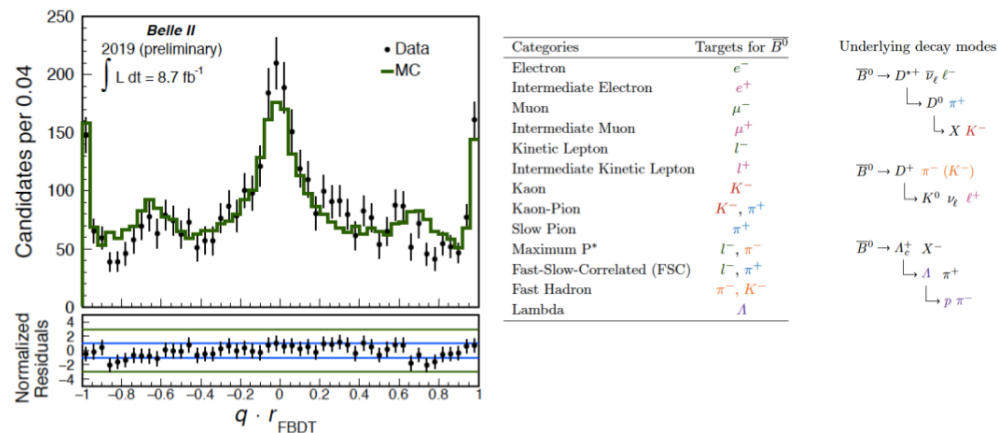 Belle II
2019 (preliminary)
∫ L dt = 8.7 fb⁻¹
Data
MC
Candidates per 0.04
250
200
150
100
50
0
Normalized Residuals
4
2
0
−2
−4
−1 −0.8 −0.6 −0.4 −0.2 0 0.2 0.4 0.6 0.8 1
q · r_FBDT
Categories Targets for B̅⁰
Electron e⁻
Intermediate Electron e⁺
Muon μ⁻
Intermediate Muon μ⁺
Kinetic Lepton l⁻
Intermediate Kinetic Lepton l⁺
Kaon K⁻
Kaon-Pion K⁻, π⁺
Slow Pion π⁺
Maximum P* l⁻, π⁻
Fast-Slow-Correlated (FSC) l⁻, π⁺
Fast Hadron π⁻, K⁻
Lambda Λ
Underlying decay modes
B̅⁰ → D*⁺ ν̅_ℓ ℓ⁻
D⁰ π⁺
X K⁻
B̅⁰ → D⁺ π⁻ (K⁻)
K⁰ ν_ℓ ℓ⁺
B̅⁰ → Λ_c⁺ X⁻
Λ π⁺
p π⁻